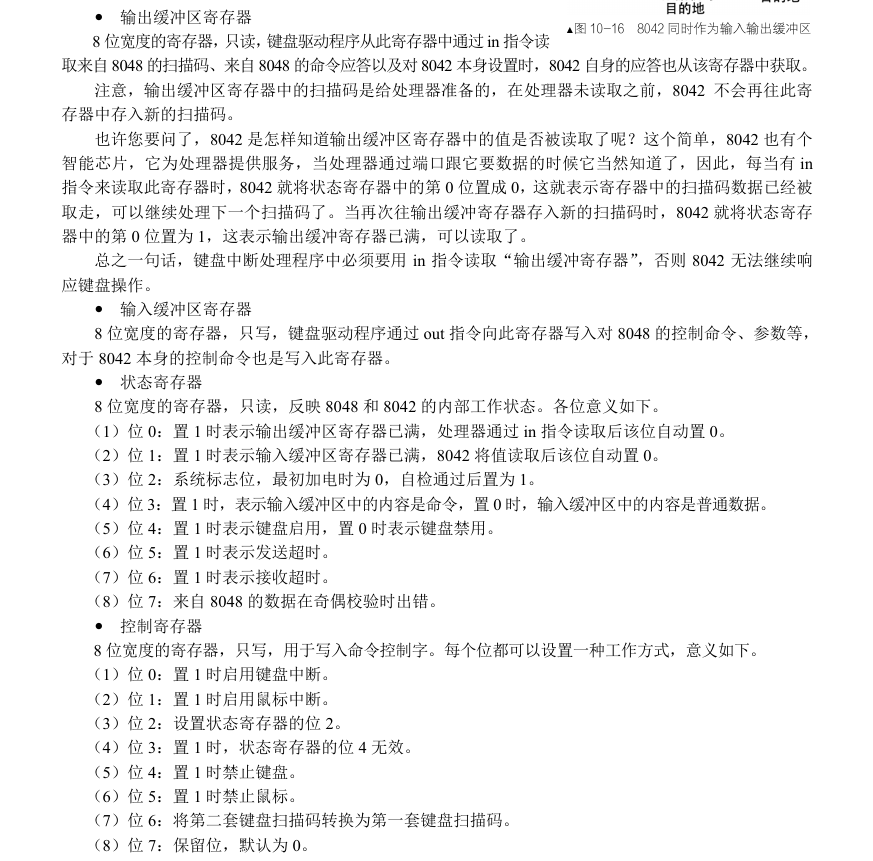 目的地
▲图 10-16 8042 同时作为输入输出缓冲区
● 输出缓冲区寄存器
8 位宽度的寄存器，只读，键盘驱动程序从此寄存器中通过 in 指令读
取来自 8048 的扫描码、来自 8048 的命令应答以及对 8042 本身设置时，8042 自身的应答也从该寄存器中获取。
注意，输出缓冲区寄存器中的扫描码是给处理器准备的，在处理器未读取之前，8042 不会再往此寄
存器中存入新的扫描码。
也许您要问了，8042 是怎样知道输出缓冲区寄存器中的值是否被读取了呢？这个简单，8042 也有个
智能芯片，它为处理器提供服务，当处理器通过端口跟它要数据的时候它当然知道了，因此，每当有 in
指令来读取此寄存器时，8042 就将状态寄存器中的第 0 位置成 0，这就表示寄存器中的扫描码数据已经被
取走，可以继续处理下一个扫描码了。当再次往输出缓冲寄存器存入新的扫描码时，8042 就将状态寄存
器中的第 0 位置为 1，这表示输出缓冲寄存器已满，可以读取了。
总之一句话，键盘中断处理程序中必须要用 in 指令读取“输出缓冲寄存器”，否则 8042 无法继续响
应键盘操作。
● 输入缓冲区寄存器
8 位宽度的寄存器，只写，键盘驱动程序通过 out 指令向此寄存器写入对 8048 的控制命令、参数等，
对于 8042 本身的控制命令也是写入此寄存器。
● 状态寄存器
8 位宽度的寄存器，只读，反映 8048 和 8042 的内部工作状态。各位意义如下。
（1）位 0：置 1 时表示输出缓冲区寄存器已满，处理器通过 in 指令读取后该位自动置 0。
（2）位 1：置 1 时表示输入缓冲区寄存器已满，8042 将值读取后该位自动置 0。
（3）位 2：系统标志位，最初加电时为 0，自检通过后置为 1。
（4）位 3：置 1 时，表示输入缓冲区中的内容是命令，置 0 时，输入缓冲区中的内容是普通数据。
（5）位 4：置 1 时表示键盘启用，置 0 时表示键盘禁用。
（6）位 5：置 1 时表示发送超时。
（7）位 6：置 1 时表示接收超时。
（8）位 7：来自 8048 的数据在奇偶校验时出错。
● 控制寄存器
8 位宽度的寄存器，只写，用于写入命令控制字。每个位都可以设置一种工作方式，意义如下。
（1）位 0：置 1 时启用键盘中断。
（2）位 1：置 1 时启用鼠标中断。
（3）位 2：设置状态寄存器的位 2。
（4）位 3：置 1 时，状态寄存器的位 4 无效。
（5）位 4：置 1 时禁止键盘。
（6）位 5：置 1 时禁止鼠标。
（7）位 6：将第二套键盘扫描码转换为第一套键盘扫描码。
（8）位 7：保留位，默认为 0。